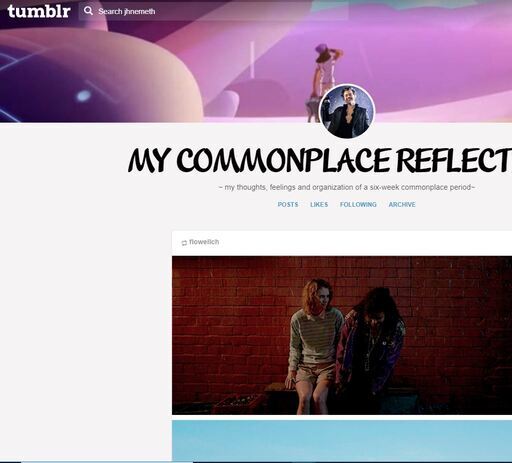 tumblr
Search jhnemeth
MY COMMONPLACE REFLECT
~ my thoughts, feelings and organization of a six-week commonplace period~
POSTS LIKES FOLLOWING ARCHIVE
flowellch